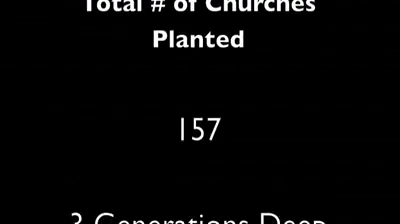 Total # of Churches
Planted
157
3 Generations Deep